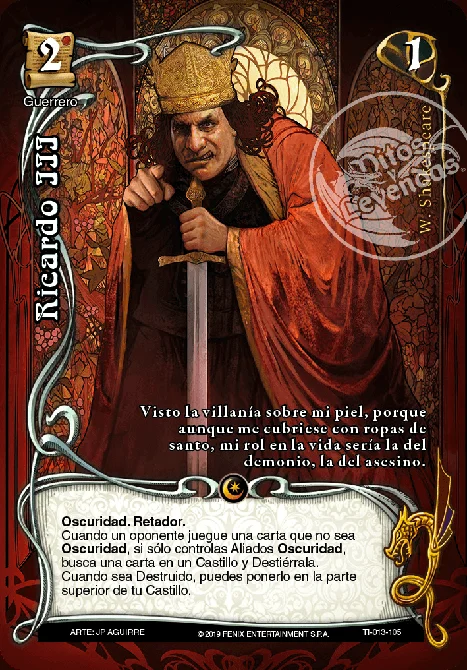 2
1
Guerrero
Ricardo III
W. Shakespeare
Mitos y Leyendas
Visto la villanía sobre mi piel, porque
aunque me cubriese con ropas de
santo, mi rol en la vida sería la del
demonio, la del asesino.
Oscuridad. Retador.
Cuando un oponente juegue una carta que no sea
Oscuridad, si sólo controlas Aliados Oscuridad,
busca una carta en un Castillo y Destiérrala.
Cuando sea Destruido, puedes ponerlo en la parte
superior de tu Castillo.
ARTE: JP AGUIRRE
© 2019 FENIX ENTERTAINMENT S.P.A.
TI-013-105